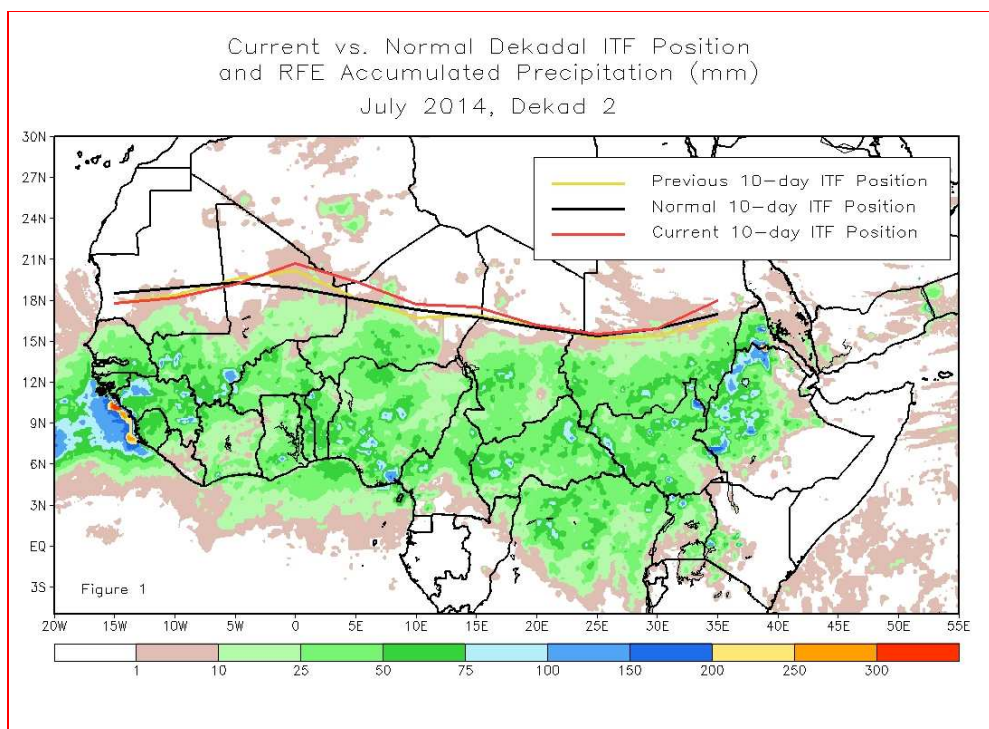 Current vs. Normal Dekadal ITF Position
and RFE Accumulated Precipitation (mm)
July 2014, Dekad 2
30N
27N
24N
21N
18N
15N
12N
9N
6N
3N
EQ
3S
Previous 10-day ITF Position
Normal 10-day ITF Position
Current 10-day ITF Position
Figure 1
20W 15W 10W 5W 0 5E 10E 15E 20E 25E 30E 35E 40E 45E 50E 55E
1 10 25 50 75 100 150 200 250 300